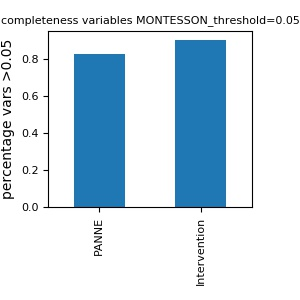 completeness variables MONTESSON_threshold=0.05
percentage vars >0.05
0.8
0.6
0.4
0.2
0.0
PANNE
Intervention